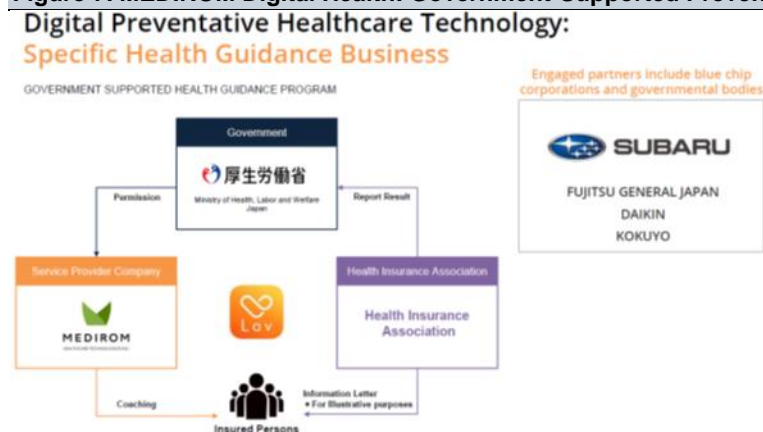 Digital Preventative Healthcare Technology:
Specific Health Guidance Business
GOVERNMENT SUPPORTED HEALTH GUIDANCE PROGRAM
Engaged partners include blue chip
corporations and governmental bodies
Government
厚生労働省
Ministry of Health, Labor and Welfare
Japan
Permission
Report Result
SUBARU
FUJITSU GENERAL JAPAN
DAIKIN
KOKUYO
Service Provider Company
MEDIROM
Lav
Health Insurance Association
Health Insurance
Association
Coaching
Information Letter
• For Illustrative purposes
Insured Persons